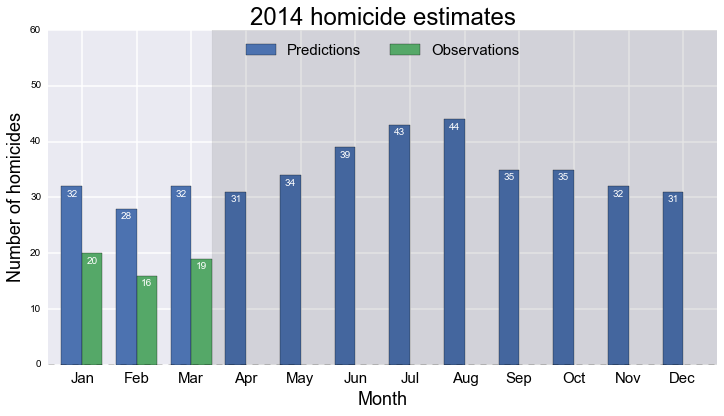 2014 homicide estimates
Predictions Observations
Number of homicides
60
50
40
30
20
10
0
32 20 28 16 32 19 31 34 39 43 44 35 35 32 31
Jan Feb Mar Apr May Jun Jul Aug Sep Oct Nov Dec
Month